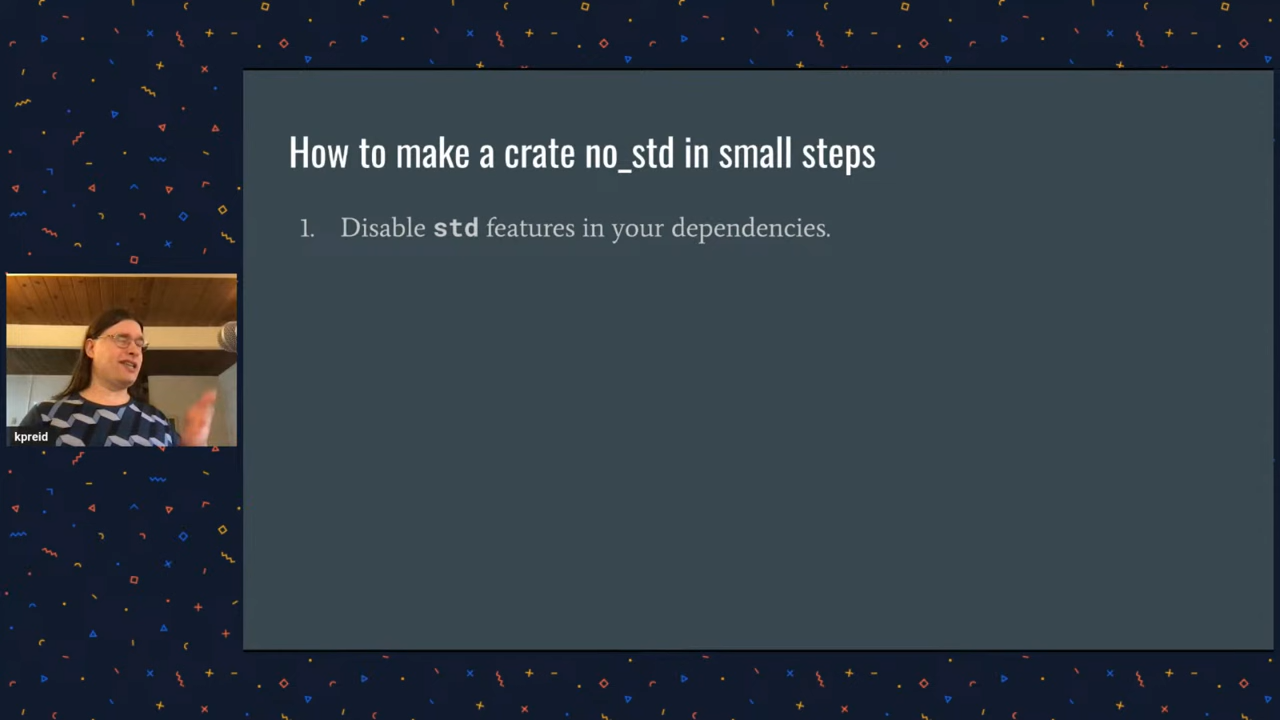 How to make a crate no_std in small steps
1. Disable std features in your dependencies.
kpreid